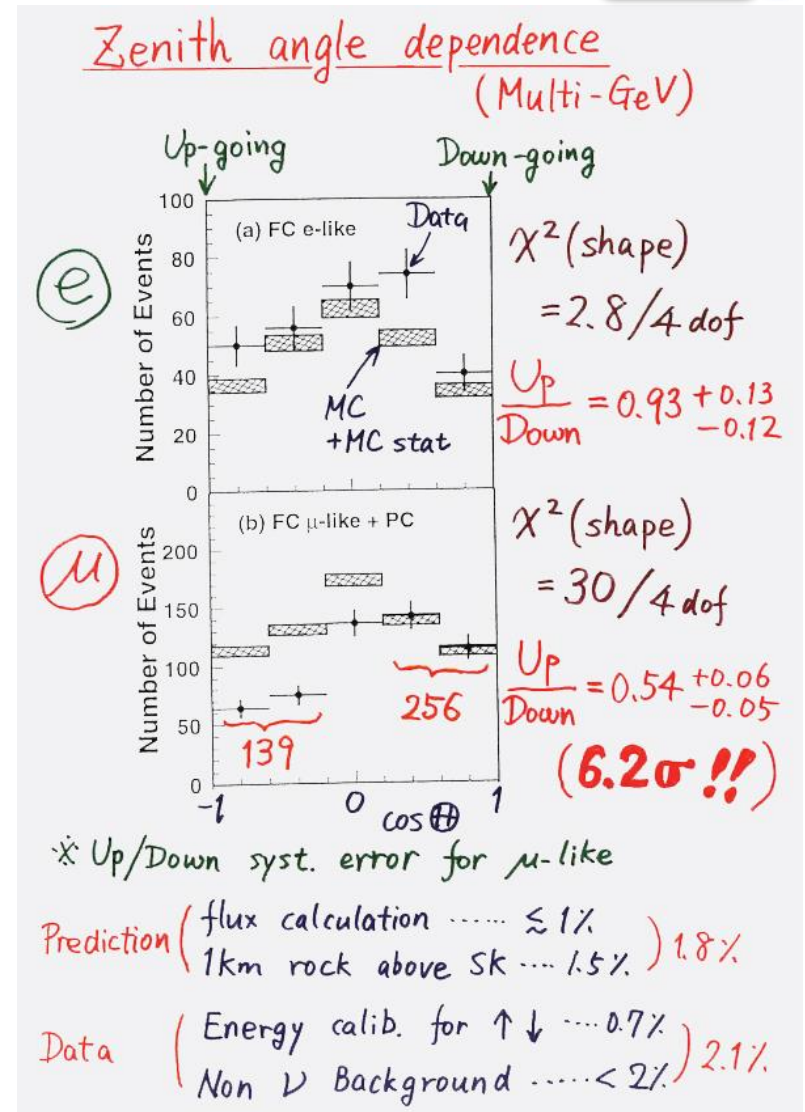 Zenith angle dependence
(Multi-GeV)
Up-going
Down-going
e
Number of Events
100
80
60
40
20
0
(a) FC e-like
Data
MC
+MC stat
χ² (shape)
= 2.8/4 dof
Up/Down = 0.93 +0.13 -0.12
μ
Number of Events
200
150
100
50
0
(b) FC μ-like + PC
139
256
-1
0
1
cos Θ
χ² (shape)
= 30/4 dof
Up/Down = 0.54 +0.06 -0.05
(6.2σ !!)
※ Up/Down syst. error for μ-like
Prediction ( flux calculation ...... ≲ 1%
1km rock above SK .... 1.5% ) 1.8%
Data ( Energy calib. for ↑ ↓ .... 0.7%
Non ν Background ..... < 2% ) 2.1%